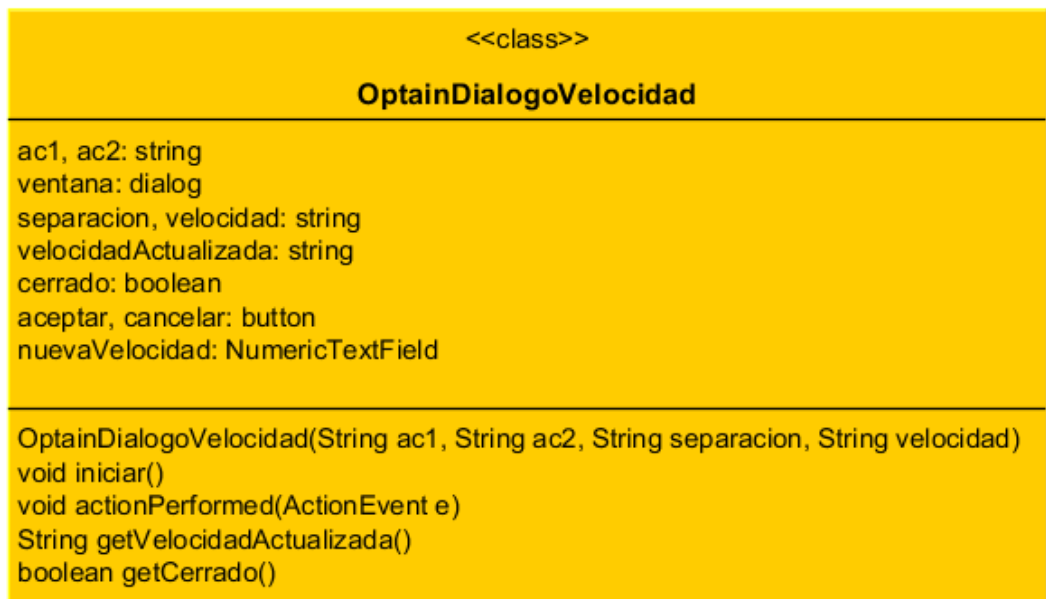 <<class>>
OptainDialogoVelocidad
ac1, ac2: string
ventana: dialog
separacion, velocidad: string
velocidadActualizada: string
cerrado: boolean
aceptar, cancelar: button
nuevaVelocidad: NumericTextField
OptainDialogoVelocidad(String ac1, String ac2, String separacion, String velocidad)
void iniciar()
void actionPerformed(ActionEvent e)
String getVelocidadActualizada()
boolean getCerrado()